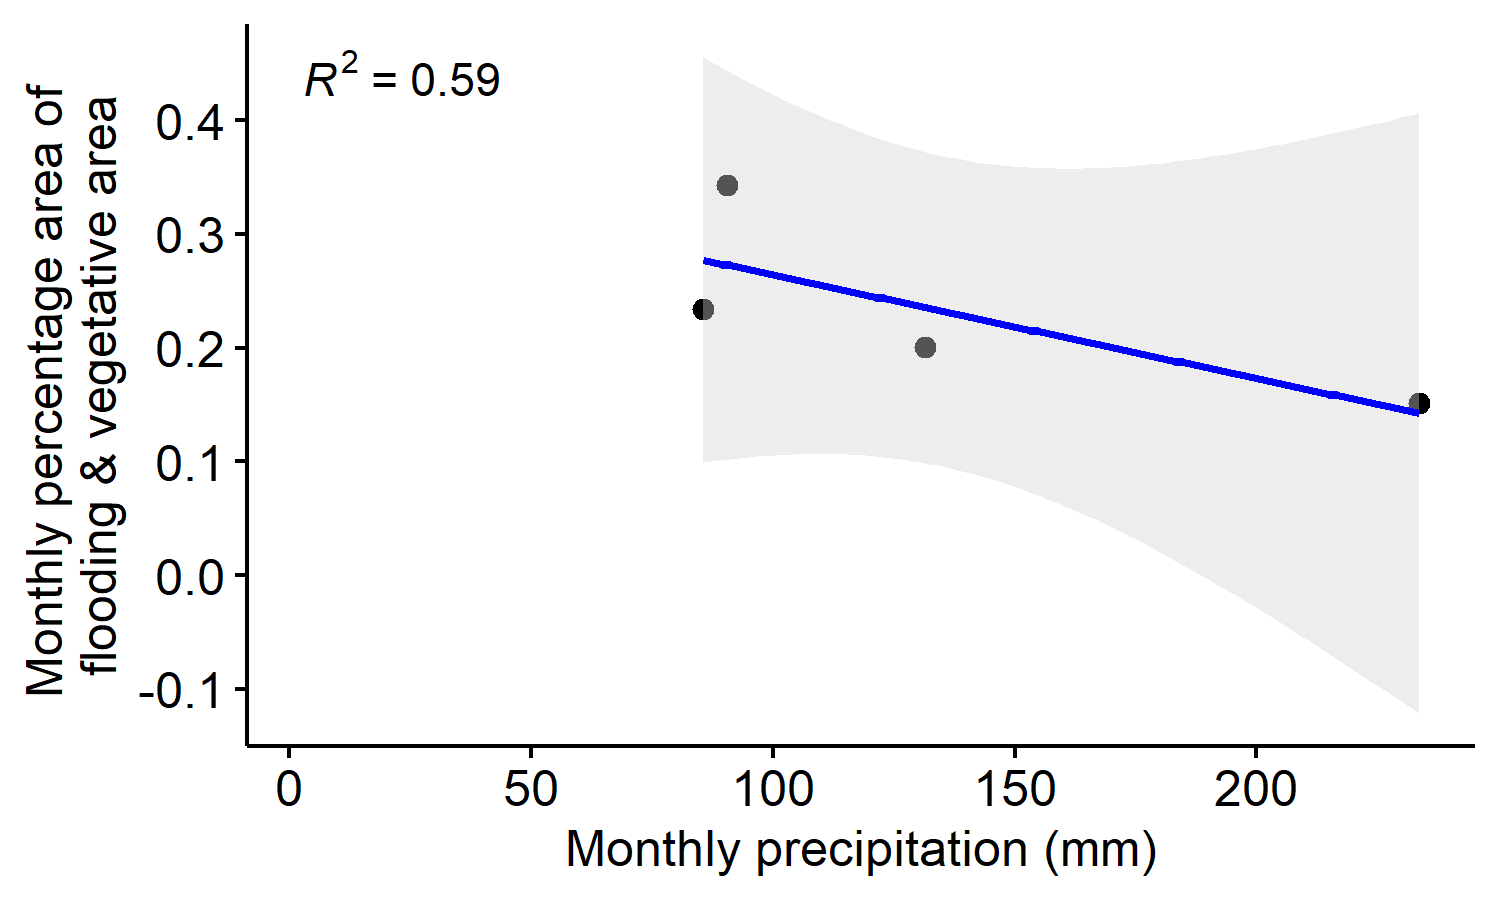 R² = 0.59
Monthly percentage area of
flooding & vegetative area
0.4
0.3
0.2
0.1
0.0
-0.1
0 50 100 150 200
Monthly precipitation (mm)